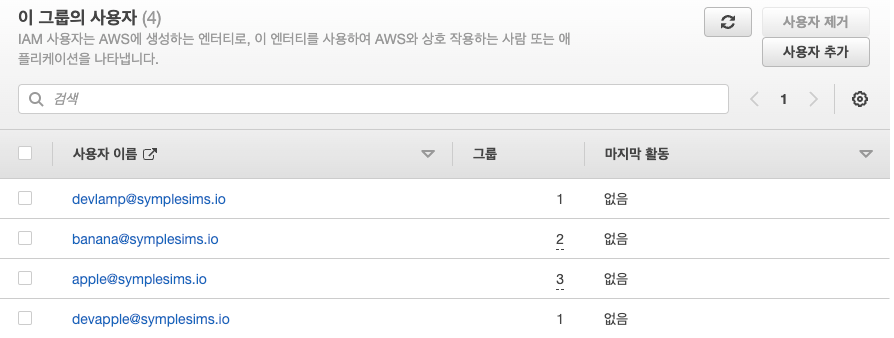 이 그룹의 사용자 (4)
IAM 사용자는 AWS에 생성하는 엔터티로, 이 엔터티를 사용하여 AWS와 상호 작용하는 사람 또는 애
플리케이션을 나타냅니다.
사용자 제거
사용자 추가
검색
1
사용자 이름 그룹 마지막 활동
devlamp@symplesims.io 1 없음
banana@symplesims.io 2 없음
apple@symplesims.io 3 없음
devapple@symplesims.io 1 없음